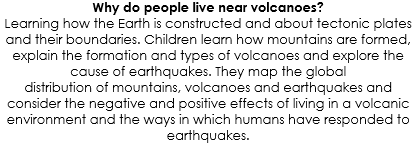 Why do people live near volcanoes?
Learning how the Earth is constructed and about tectonic plates
and their boundaries. Children learn how mountains are formed,
explain the formation and types of volcanoes and explore the
cause of earthquakes. They map the global
distribution of mountains, volcanoes and earthquakes and
consider the negative and positive effects of living in a volcanic
environment and the ways in which humans have responded to
earthquakes.